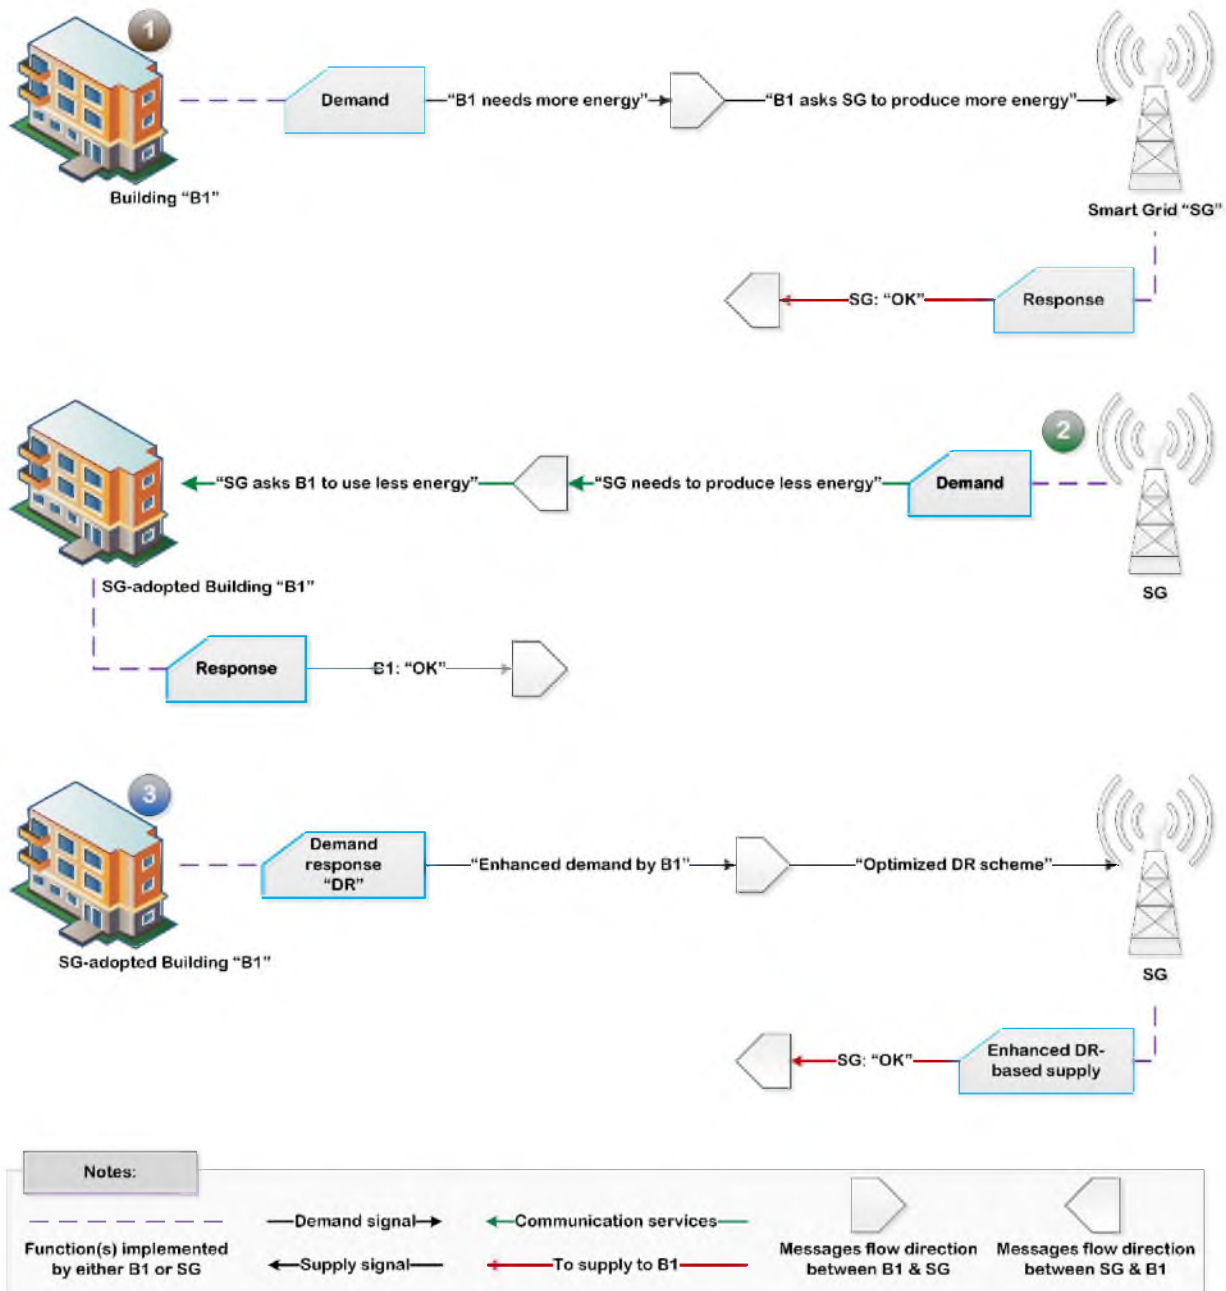 1
Demand
“B1 needs more energy”
“B1 asks SG to produce more energy”
Building “B1”
Smart Grid “SG”
SG: “OK”
Response
2
“SG asks B1 to use less energy”
“SG needs to produce less energy”
Demand
SG-adopted Building “B1”
SG
Response
B1: “OK”
3
Demand
response
“DR”
“Enhanced demand by B1”
“Optimized DR scheme”
SG-adopted Building “B1”
SG
SG: “OK”
Enhanced DR-
based supply
Notes:
Function(s) implemented
by either B1 or SG
Demand signal
Supply signal
Communication services
To supply to B1
Messages flow direction
between B1 & SG
Messages flow direction
between SG & B1